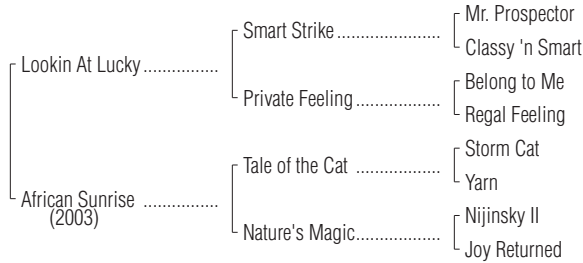 Mr. Prospector
Smart Strike ..................
Classy 'n Smart
Lookin At Lucky ...............
Belong to Me
Private Feeling ..............
Regal Feeling
Storm Cat
Tale of the Cat .................
Yarn
African Sunrise ...............
(2003)
Nijinsky II
Nature's Magic ..............
Joy Returned